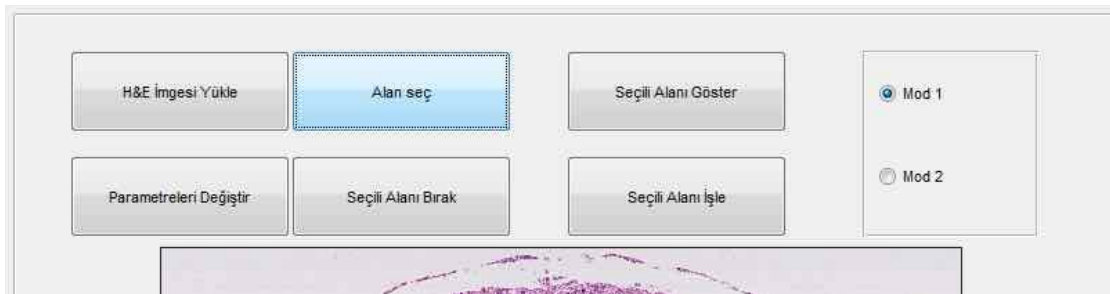 H&E İmgesi Yükle
Alan seç
Seçili Alanı Göster
Mod 1
Parametreleri Değiştir
Seçili Alanı Bırak
Seçili Alanı İşle
Mod 2